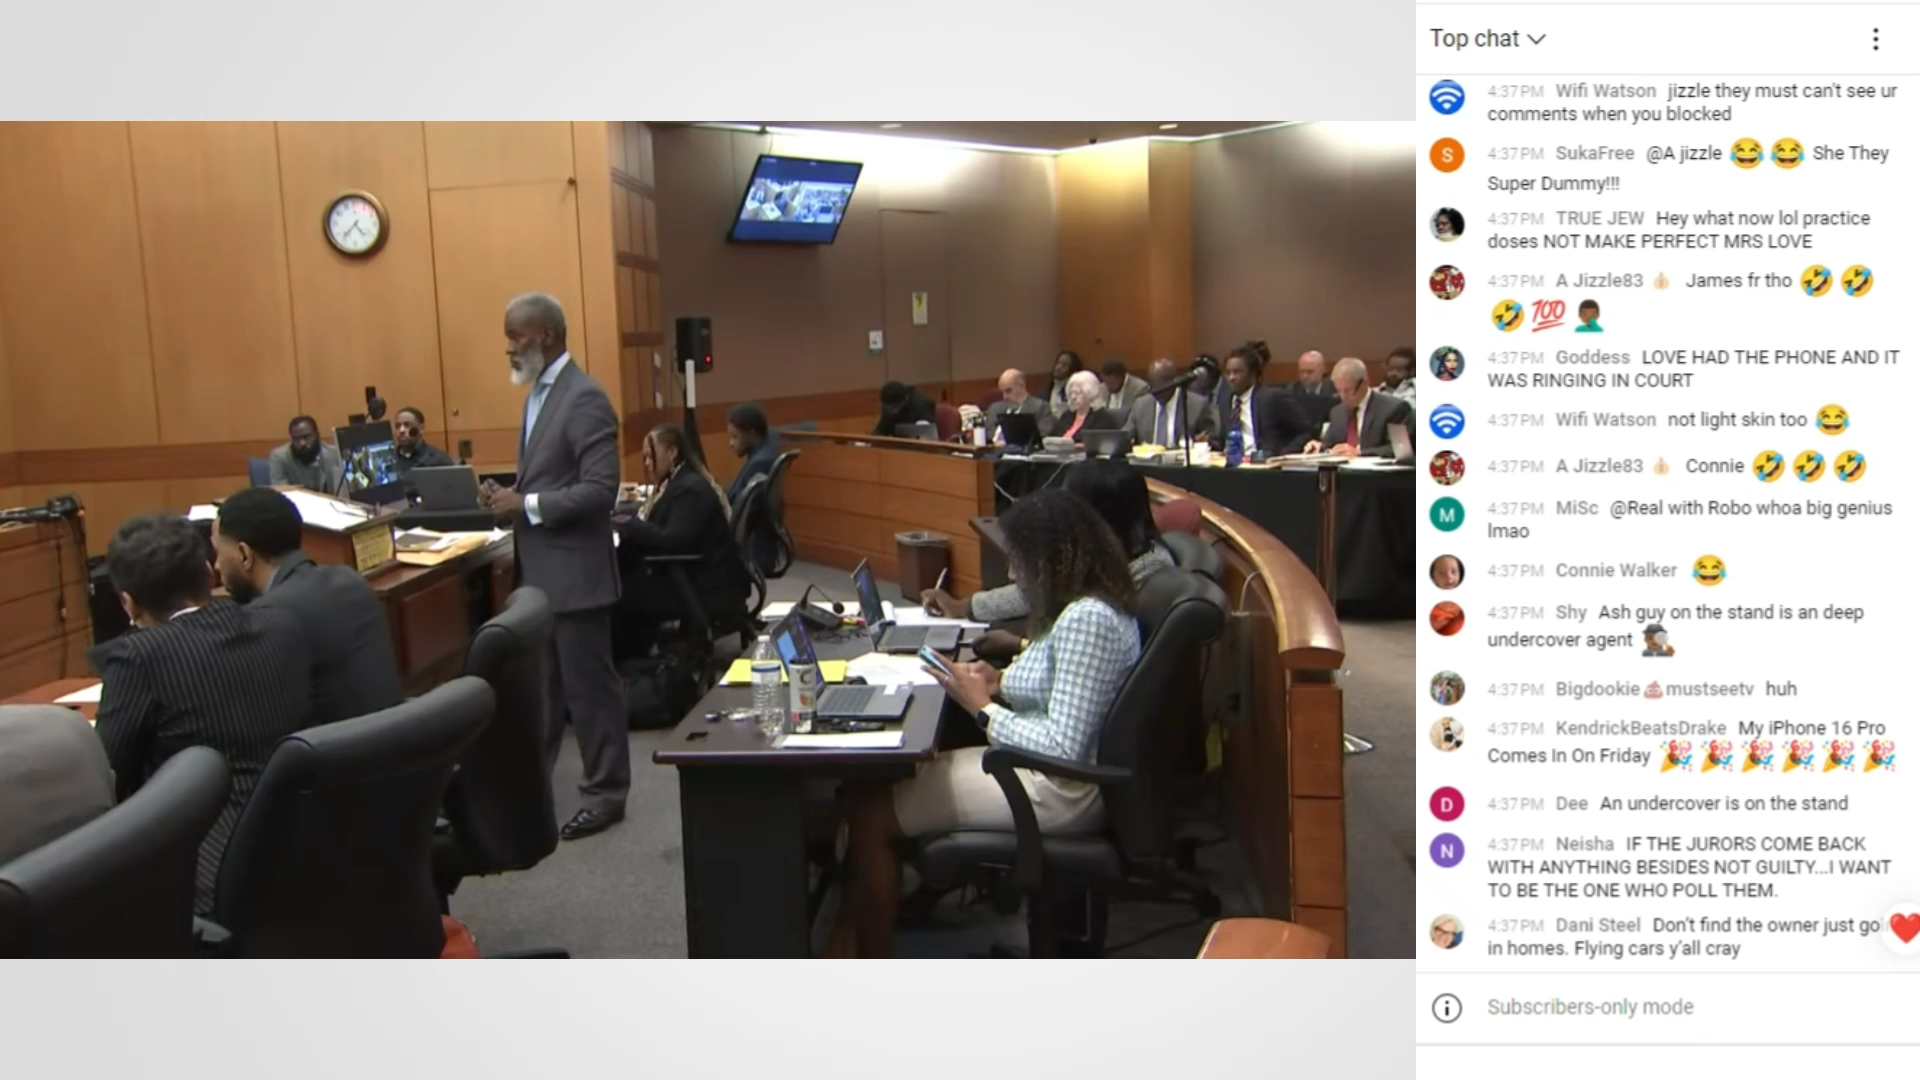 Top chat
4:37 PM Wifi Watson jizzle they must can't see ur
comments when you blocked
S 4:37 PM SukaFree @A jizzle 😂 😂 She They
Super Dummy!!!
4:37 PM TRUE JEW Hey what now lol practice
doses NOT MAKE PERFECT MRS LOVE
4:37 PM A Jizzle83 James fr tho 🤣 🤣
🤣 💯 🤦🏾‍♂️
4:37 PM Goddess LOVE HAD THE PHONE AND IT
WAS RINGING IN COURT
4:37 PM Wifi Watson not light skin too 😂
4:37 PM A Jizzle83 Connie 🤣 🤣 🤣
M 4:37 PM MiSc @Real with Robo whoa big genius
lmao
4:37 PM Connie Walker 😂
4:37 PM Shy Ash guy on the stand is an deep
undercover agent
4:37 PM Bigdookie💩mustseetv huh
4:37 PM KendrickBeatsDrake My iPhone 16 Pro
Comes In On Friday 🎉 🎉 🎉 🎉 🎉 🎉
D 4:37 PM Dee An undercover is on the stand
N 4:37 PM Neisha IF THE JURORS COME BACK
WITH ANYTHING BESIDES NOT GUILTY...I WANT
TO BE THE ONE WHO POLL THEM.
4:37 PM Dani Steel Don't find the owner just goi
in homes. Flying cars y'all cray
Subscribers-only mode